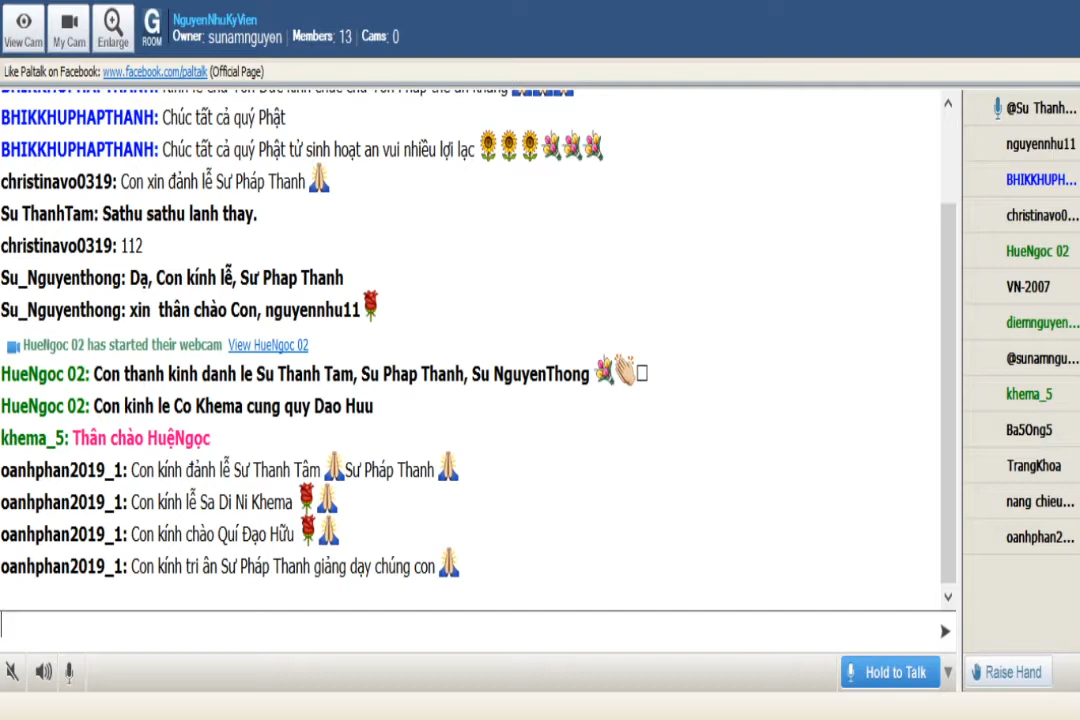 NguyenNhuKyVien
View Cam
My Cam
Enlarge
G
ROOM
Owner: sunamnguyen | Members: 13 | Cams: 0
Like Paltalk on Facebook: www.facebook.com/paltalk (Official Page)
BHIKKHUPHAPTHANH:
BHIKKHUPHAPTHANH: Chúc tất cả quý Phật
BHIKKHUPHAPTHANH: Chúc tất cả quý Phật tử sinh hoạt an vui nhiều lợi lạc
christinavo0319: Con xin đảnh lễ Sư Pháp Thanh
Su ThanhTam: Sathu sathu lanh thay.
christinavo0319: 112
Su_Nguyenthong: Dạ, Con kính lễ, Sư Phap Thanh
Su_Nguyenthong: xin thân chào Con, nguyennhu11
HueNgoc 02 has started their webcam View HueNgoc 02
HueNgoc 02: Con thanh kinh danh le Su Thanh Tam, Su Phap Thanh, Su NguyenThong
HueNgoc 02: Con kinh le Co Khema cung quy Dao Huu
khema_5: Thân chào HuệNgọc
oanhphan2019_1: Con kính đảnh lễ Sư Thanh Tâm Sư Pháp Thanh
oanhphan2019_1: Con kính lễ Sa Di Ni Khema
oanhphan2019_1: Con kính chào Quí Đạo Hữu
oanhphan2019_1: Con kính tri ân Sư Pháp Thanh giảng dạy chúng con
@Su Thanh...
nguyennhu11
BHIKKHUPH...
christinavo0...
HueNgoc 02
VN-2007
diemnguyen...
@sunamngu...
khema_5
Ba5Ong5
TrangKhoa
nang chieu...
oanhphan2...
Hold to Talk
Raise Hand